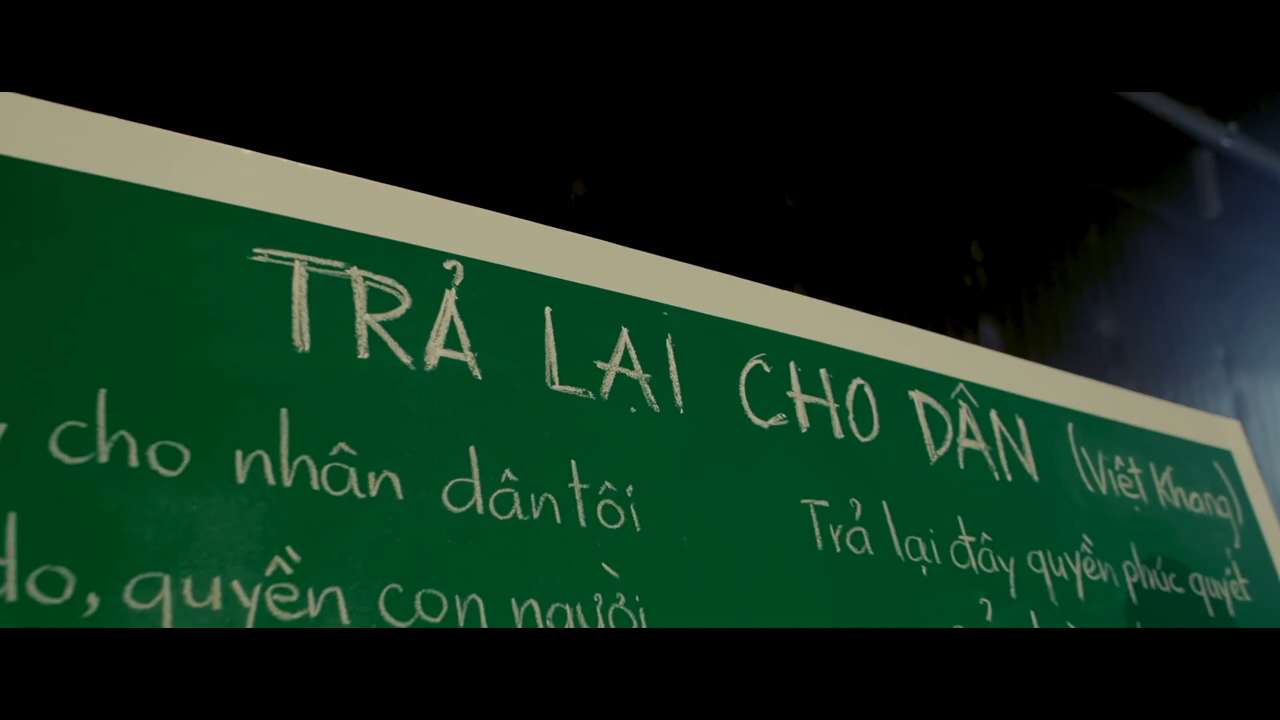 TRẢ LẠI CHO DÂN (Việt Khang)
cho nhân dân tôi
do, quyền con người
Trả lại đây quyền phúc quyết